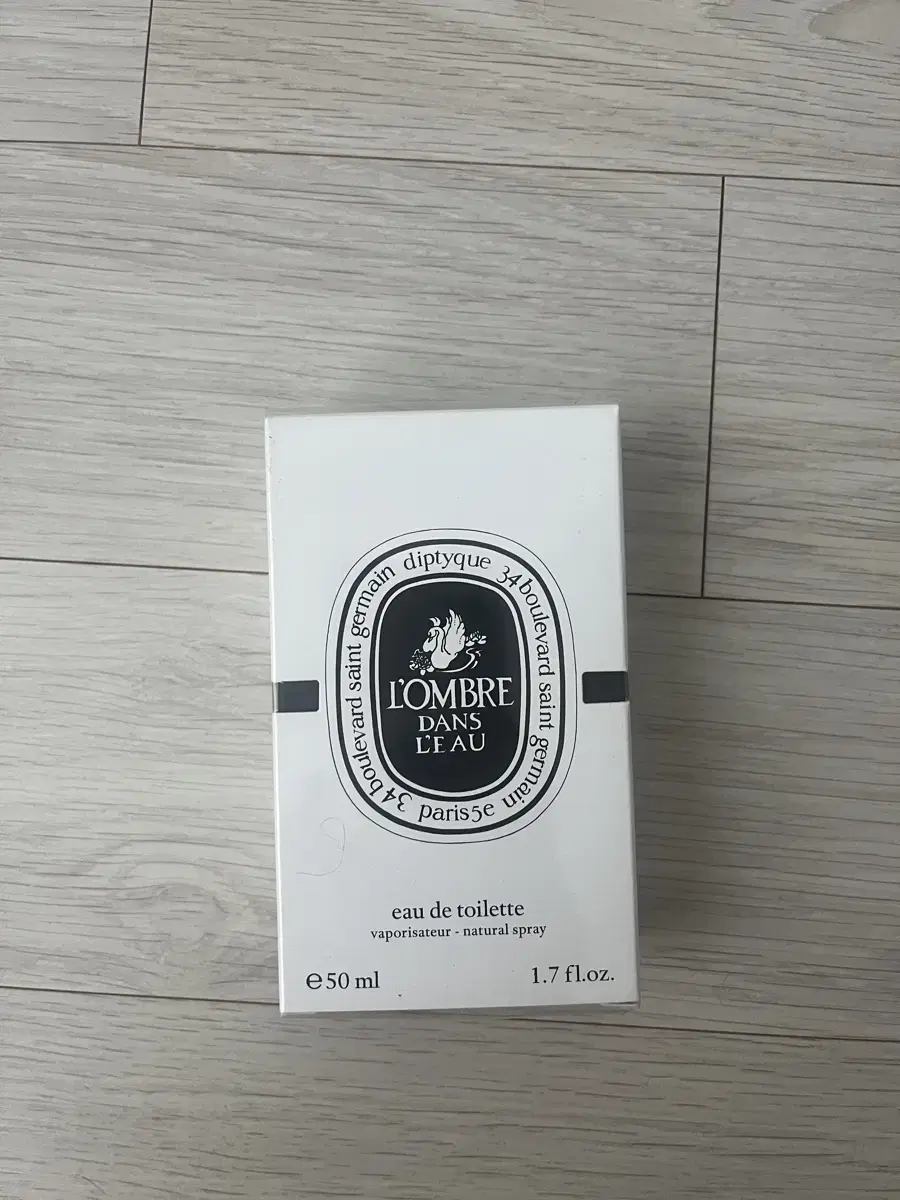 diptyque 34 boulevard saint germain paris 5e 34 boulevard saint germain
L'OMBRE
DANS
L'EAU
eau de toilette
vaporisateur - natural spray
e 50 ml
1.7 fl.oz.